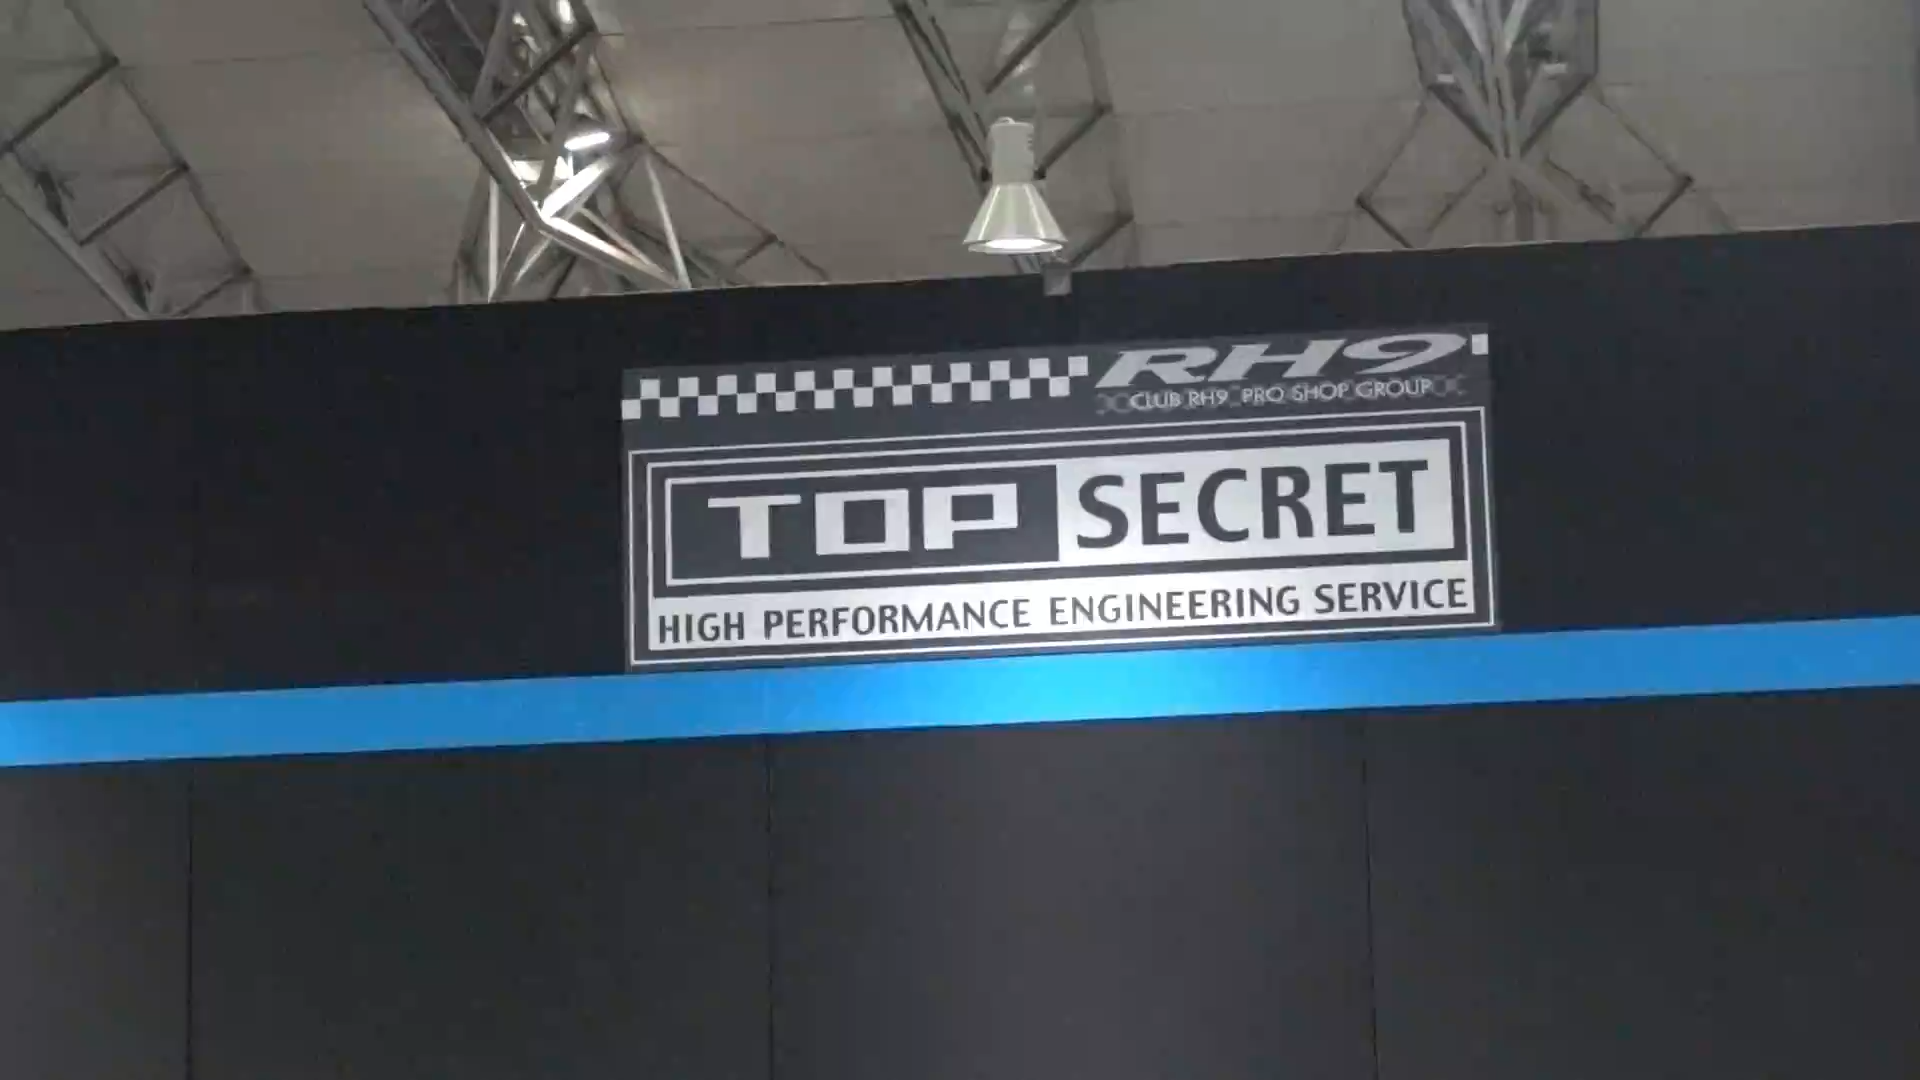 RH9
CLUB RH9 PRO SHOP GROUP
TOP SECRET
HIGH PERFORMANCE ENGINEERING SERVICE